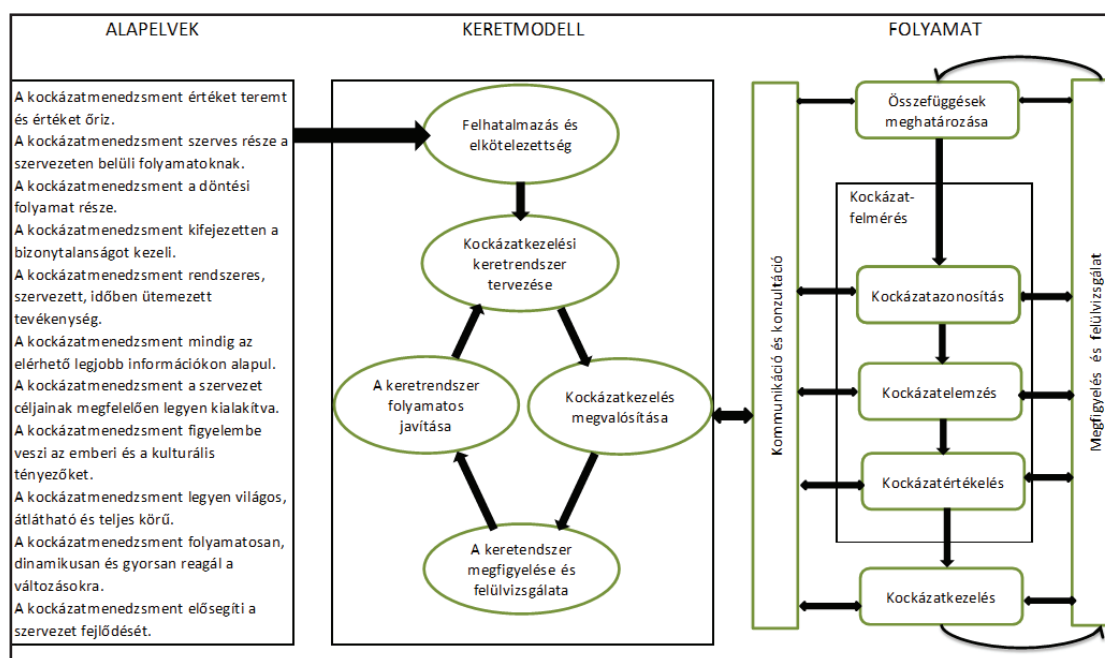 ALAPELVEK
A kockázatmenedzsment értéket teremt
és értéket őriz.
A kockázatmenedzsment szerves része a
szervezeten belüli folyamatoknak.
A kockázatmenedzsment a döntési
folyamat része.
A kockázatmenedzsment kifejezetten a
bizonytalanságot kezeli.
A kockázatmenedzsment rendszeres,
szervezett, időben ütemezett
tevékenység.
A kockázatmenedzsment mindig az
elérhető legjobb információkon alapul.
A kockázatmenedzsment a szervezet
céljainak megfelelően legyen kialakítva.
A kockázatmenedzsment figyelembe
veszi az emberi és a kulturális
tényezőket.
A kockázatmenedzsment legyen világos,
átlátható és teljes körű.
A kockázatmenedzsment folyamatosan,
dinamikusan és gyorsan reagál a
változásokra.
A kockázatmenedzsment elősegíti a
szervezet fejlődését.
KERETMODELL
Felhatalmazás és
elkötelezettség
Kockázatkezelési
keretrendszer
tervezése
A keretrendszer
folyamatos
javítása
Kockázatkezelés
megvalósítása
A keretendszer
megfigyelése és
felülvizsgálata
FOLYAMAT
Kommunikáció és konzultáció
Összefüggések
meghatározása
Kockázat-
felmérés
Kockázatazonosítás
Kockázatelemzés
Kockázatértékelés
Kockázatkezelés
Megfigyelés és felülvizsgálat